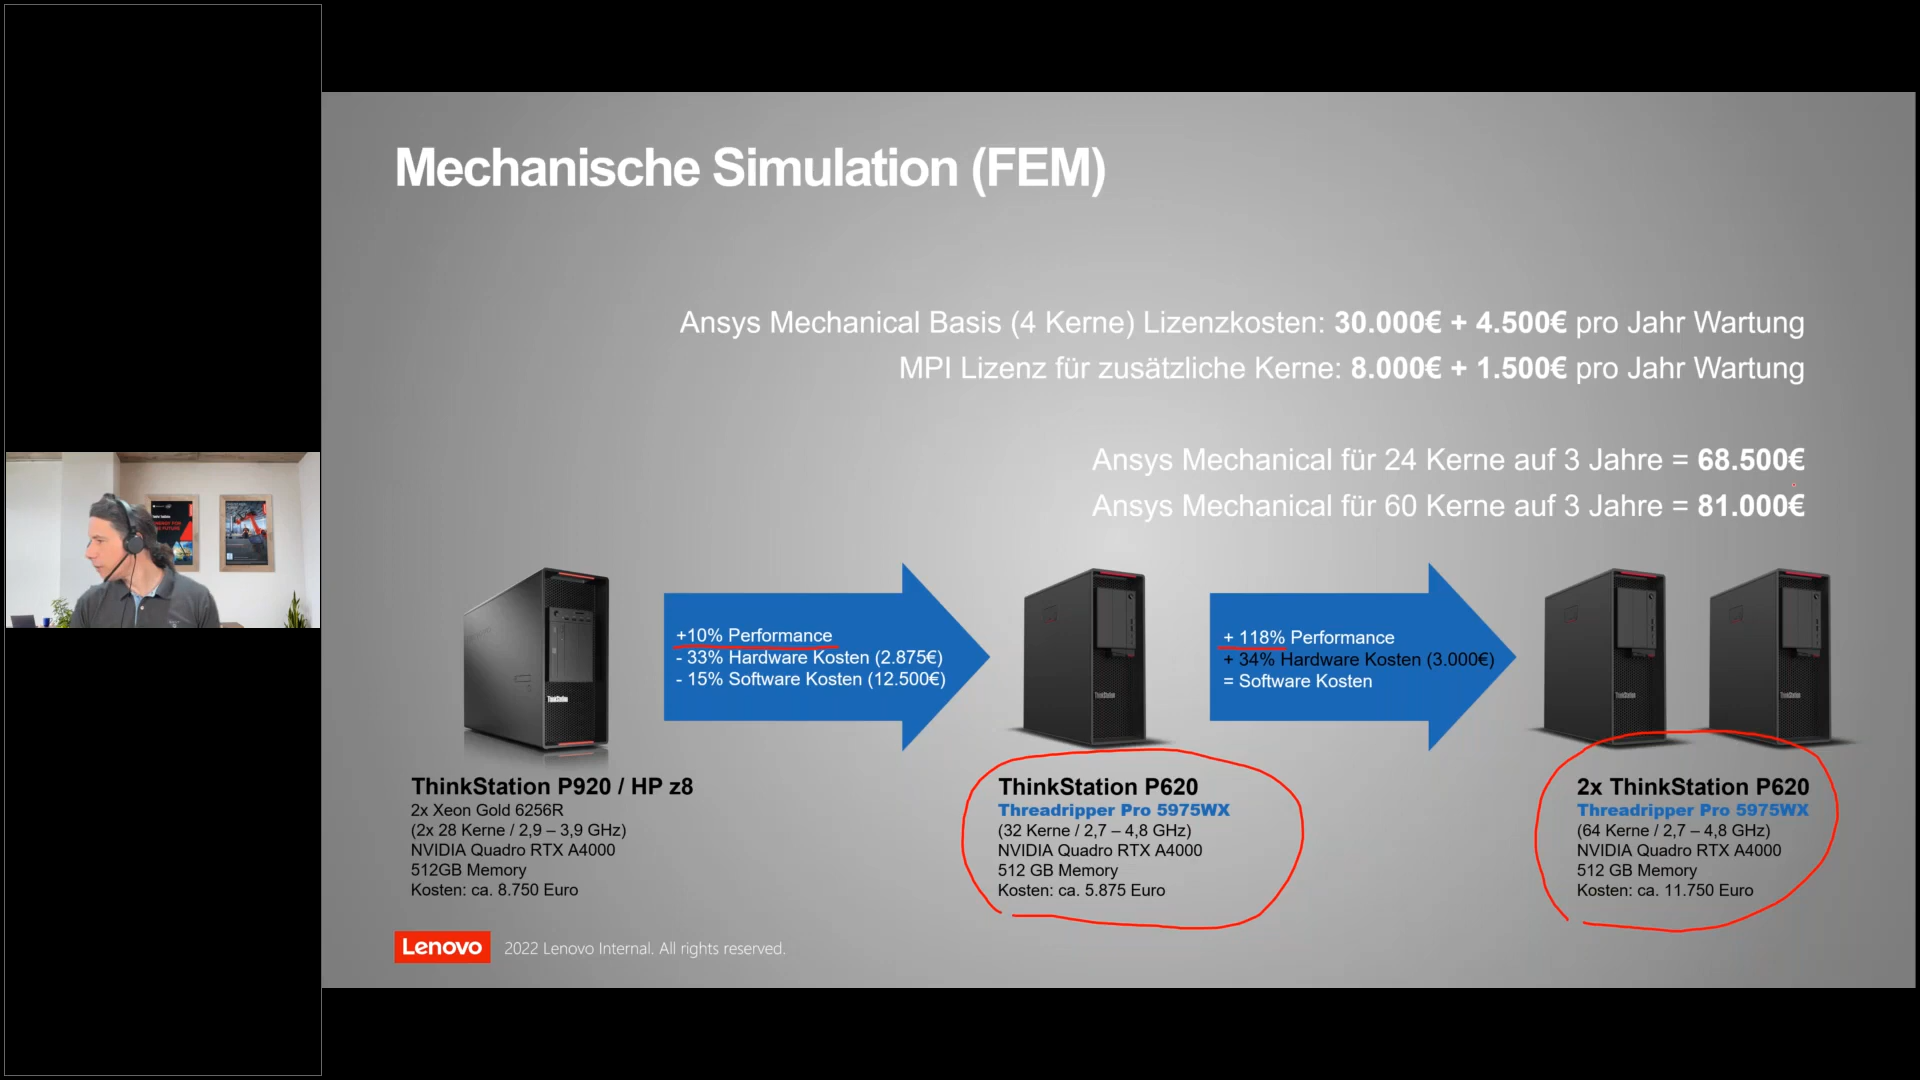 Mechanische Simulation (FEM)
Ansys Mechanical Basis (4 Kerne) Lizenzkosten: 30.000€ + 4.500€ pro Jahr Wartung
MPI Lizenz für zusätzliche Kerne: 8.000€ + 1.500€ pro Jahr Wartung
Ansys Mechanical für 24 Kerne auf 3 Jahre = 68.500€
Ansys Mechanical für 60 Kerne auf 3 Jahre = 81.000€
+10% Performance
- 33% Hardware Kosten (2.875€)
- 15% Software Kosten (12.500€)
+ 118% Performance
+ 34% Hardware Kosten (3.000€)
= Software Kosten
ThinkStation
ThinkStation
ThinkStation
ThinkStation
ThinkStation P920 / HP z8
2x Xeon Gold 6256R
(2x 28 Kerne / 2,9 – 3,9 GHz)
NVIDIA Quadro RTX A4000
512GB Memory
Kosten: ca. 8.750 Euro
ThinkStation P620
Threadripper Pro 5975WX
(32 Kerne / 2,7 – 4,8 GHz)
NVIDIA Quadro RTX A4000
512 GB Memory
Kosten: ca. 5.875 Euro
2x ThinkStation P620
Threadripper Pro 5975WX
(64 Kerne / 2,7 – 4,8 GHz)
NVIDIA Quadro RTX A4000
512 GB Memory
Kosten: ca. 11.750 Euro
Lenovo
2022 Lenovo Internal. All rights reserved.